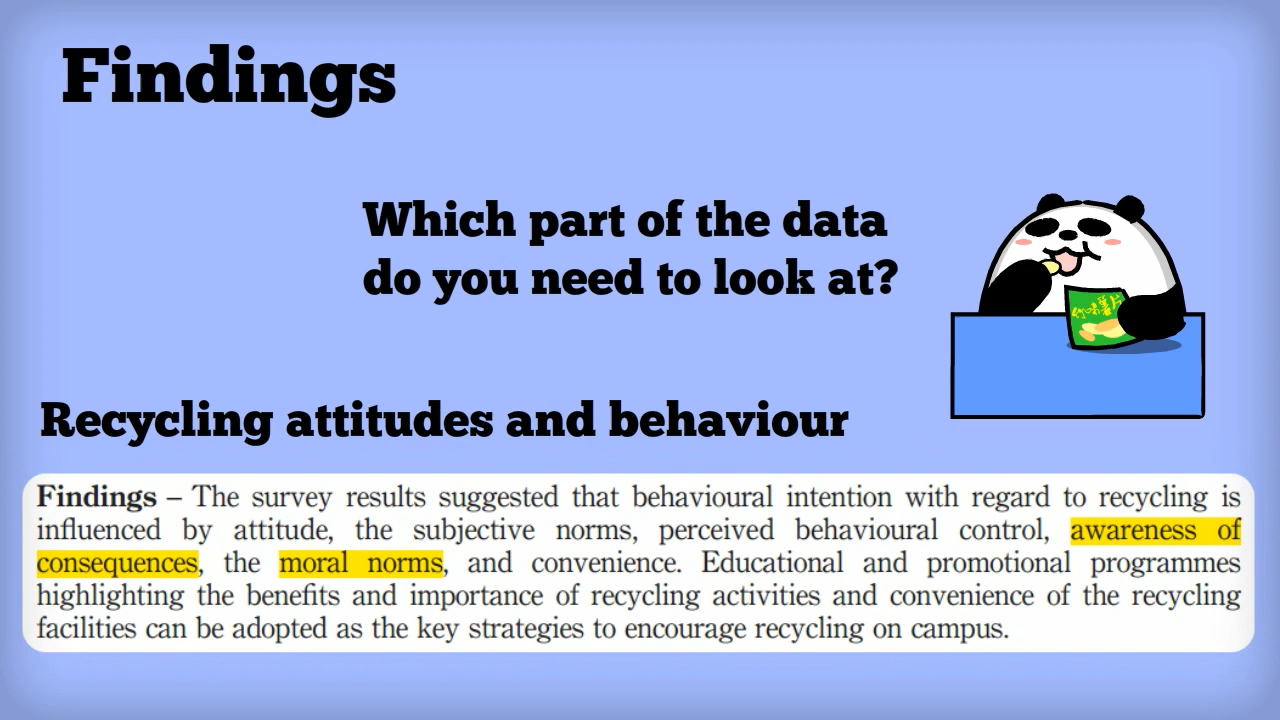 Findings
Which part of the data
do you need to look at?
Recycling attitudes and behaviour
Findings – The survey results suggested that behavioural intention with regard to recycling is
influenced by attitude, the subjective norms, perceived behavioural control, awareness of
consequences, the moral norms, and convenience. Educational and promotional programmes
highlighting the benefits and importance of recycling activities and convenience of the recycling
facilities can be adopted as the key strategies to encourage recycling on campus.